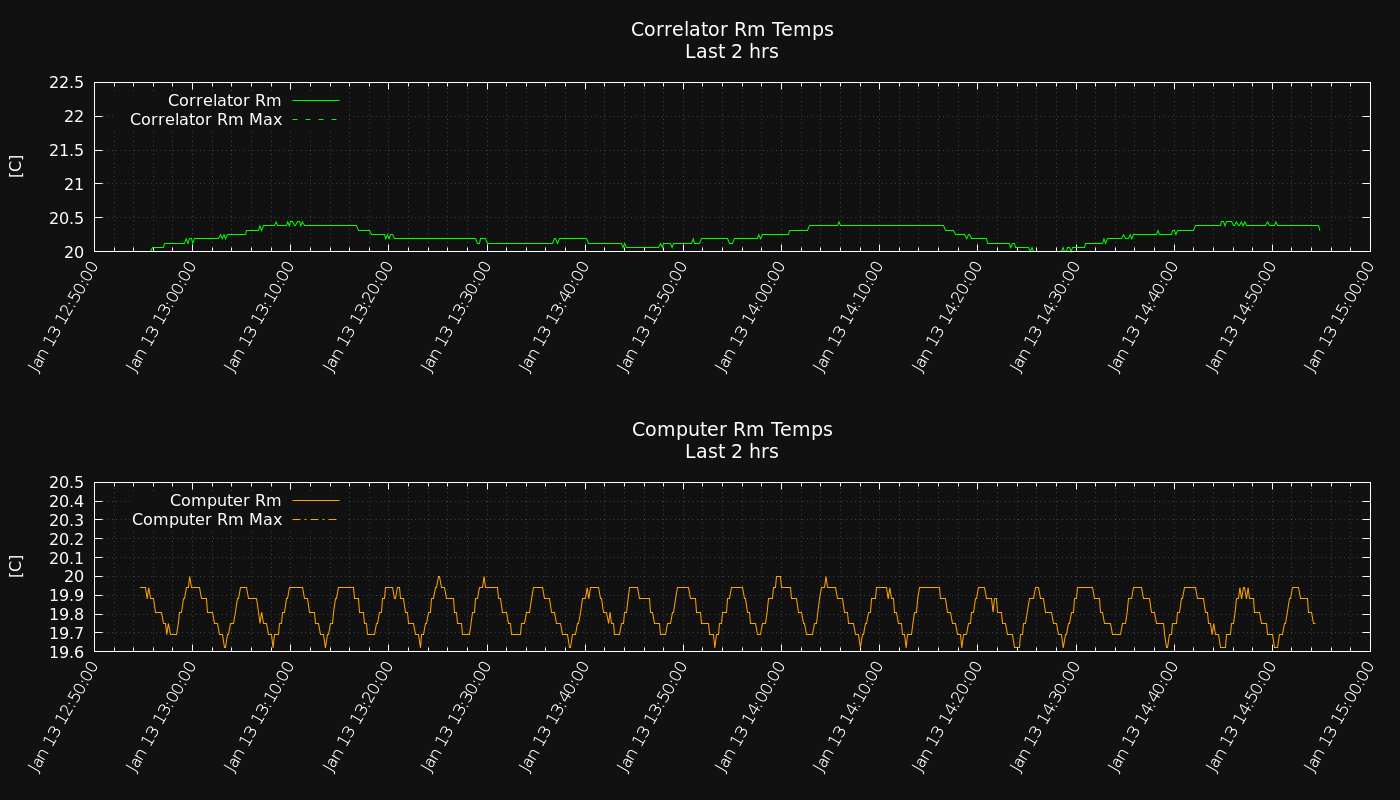 Correlator Rm Temps
Last 2 hrs
22.5
22
21.5
21
20.5
20
[C]
Correlator Rm
Correlator Rm Max
Jan 13 12:50:00
Jan 13 13:00:00
Jan 13 13:10:00
Jan 13 13:20:00
Jan 13 13:30:00
Jan 13 13:40:00
Jan 13 13:50:00
Jan 13 14:00:00
Jan 13 14:10:00
Jan 13 14:20:00
Jan 13 14:30:00
Jan 13 14:40:00
Jan 13 14:50:00
Jan 13 15:00:00
Computer Rm Temps
Last 2 hrs
20.5
20.4
20.3
20.2
20.1
20
19.9
19.8
19.7
19.6
[C]
Computer Rm
Computer Rm Max
Jan 13 12:50:00
Jan 13 13:00:00
Jan 13 13:10:00
Jan 13 13:20:00
Jan 13 13:30:00
Jan 13 13:40:00
Jan 13 13:50:00
Jan 13 14:00:00
Jan 13 14:10:00
Jan 13 14:20:00
Jan 13 14:30:00
Jan 13 14:40:00
Jan 13 14:50:00
Jan 13 15:00:00